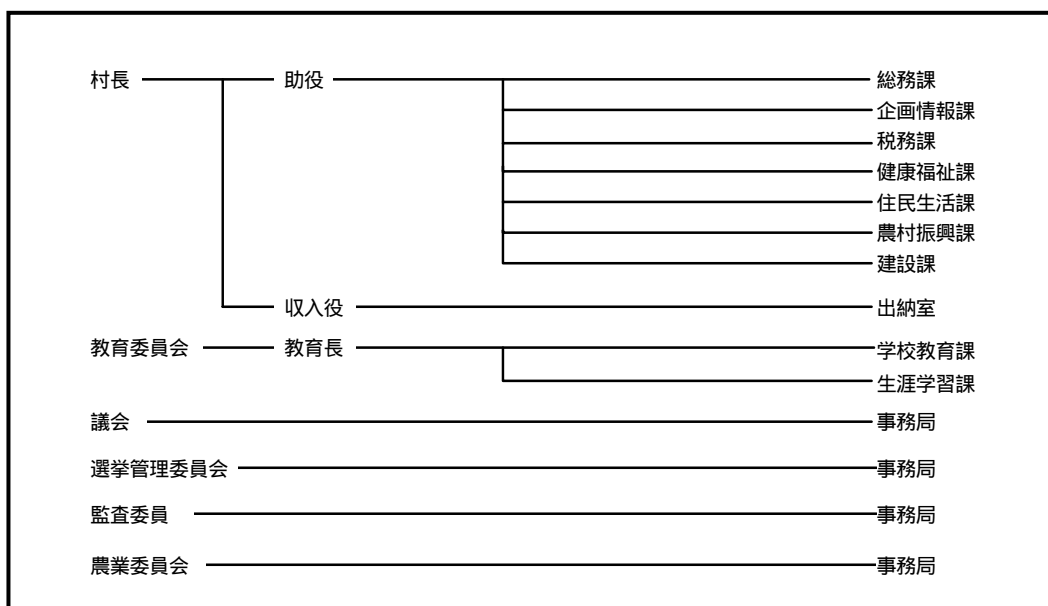 村長 助役 総務課
企画情報課
税務課
健康福祉課
住民生活課
農村振興課
建設課
収入役 出納室
教育委員会 教育長 学校教育課
生涯学習課
議会 事務局
選挙管理委員会 事務局
監査委員 事務局
農業委員会 事務局